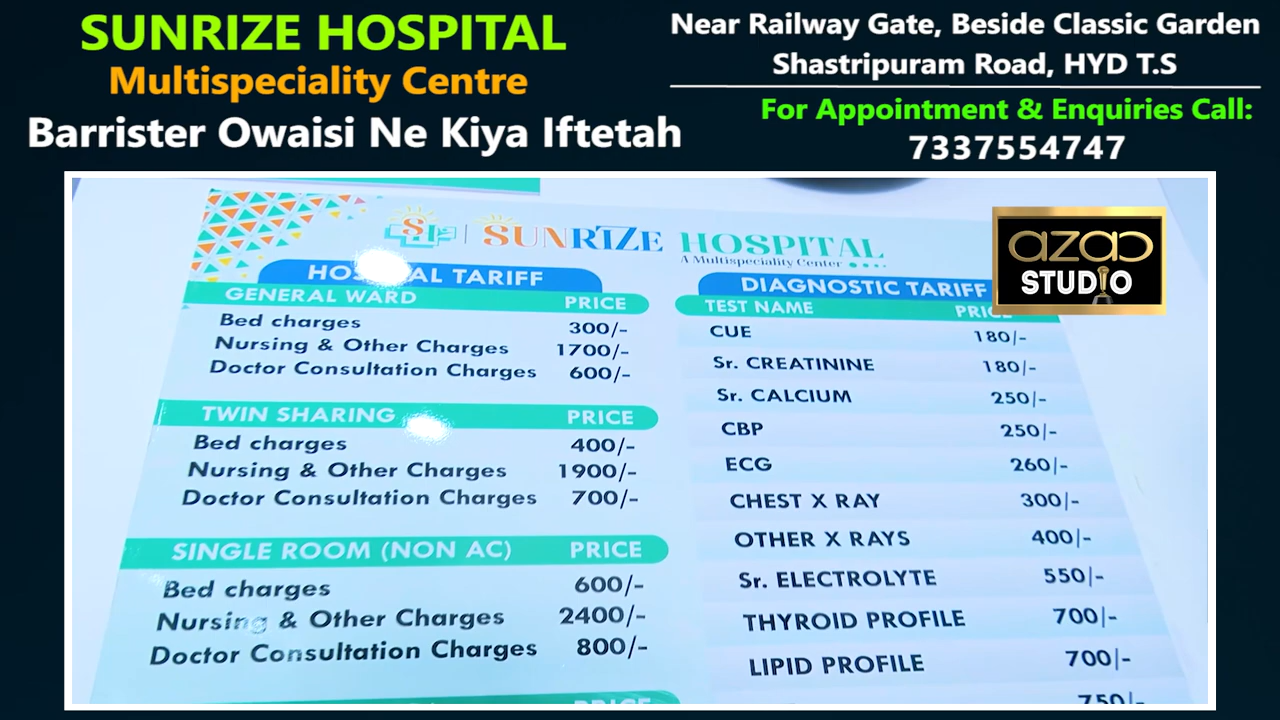 SUNRIZE HOSPITAL
Multispeciality Centre
Barrister Owaisi Ne Kiya Iftetah
Near Railway Gate, Beside Classic Garden
Shastripuram Road, HYD T.S
For Appointment & Enquiries Call:
7337554747
SUNRIZE HOSPITAL
A Multispeciality Center
azad STUDIO
GENERAL WARD PRICE
Bed charges 300/-
Nursing & Other Charges 1700/-
Doctor Consultation Charges 600/-
TWIN SHARING PRICE
Bed charges 400/-
Nursing & Other Charges 1900/-
Doctor Consultation Charges 700/-
SINGLE ROOM (NON AC) PRICE
Bed charges 600/-
Nursing & Other Charges 2400/-
Doctor Consultation Charges 800/-
PRICE
DIAGNOSTIC TARIFF
TEST NAME PRICE
CUE 180/-
Sr. CREATININE 180/-
Sr. CALCIUM 250/-
CBP 250/-
ECG 260/-
CHEST X RAY 300/-
OTHER X RAYS 400/-
Sr. ELECTROLYTE 550/-
THYROID PROFILE 700/-
LIPID PROFILE 700/-
750/-